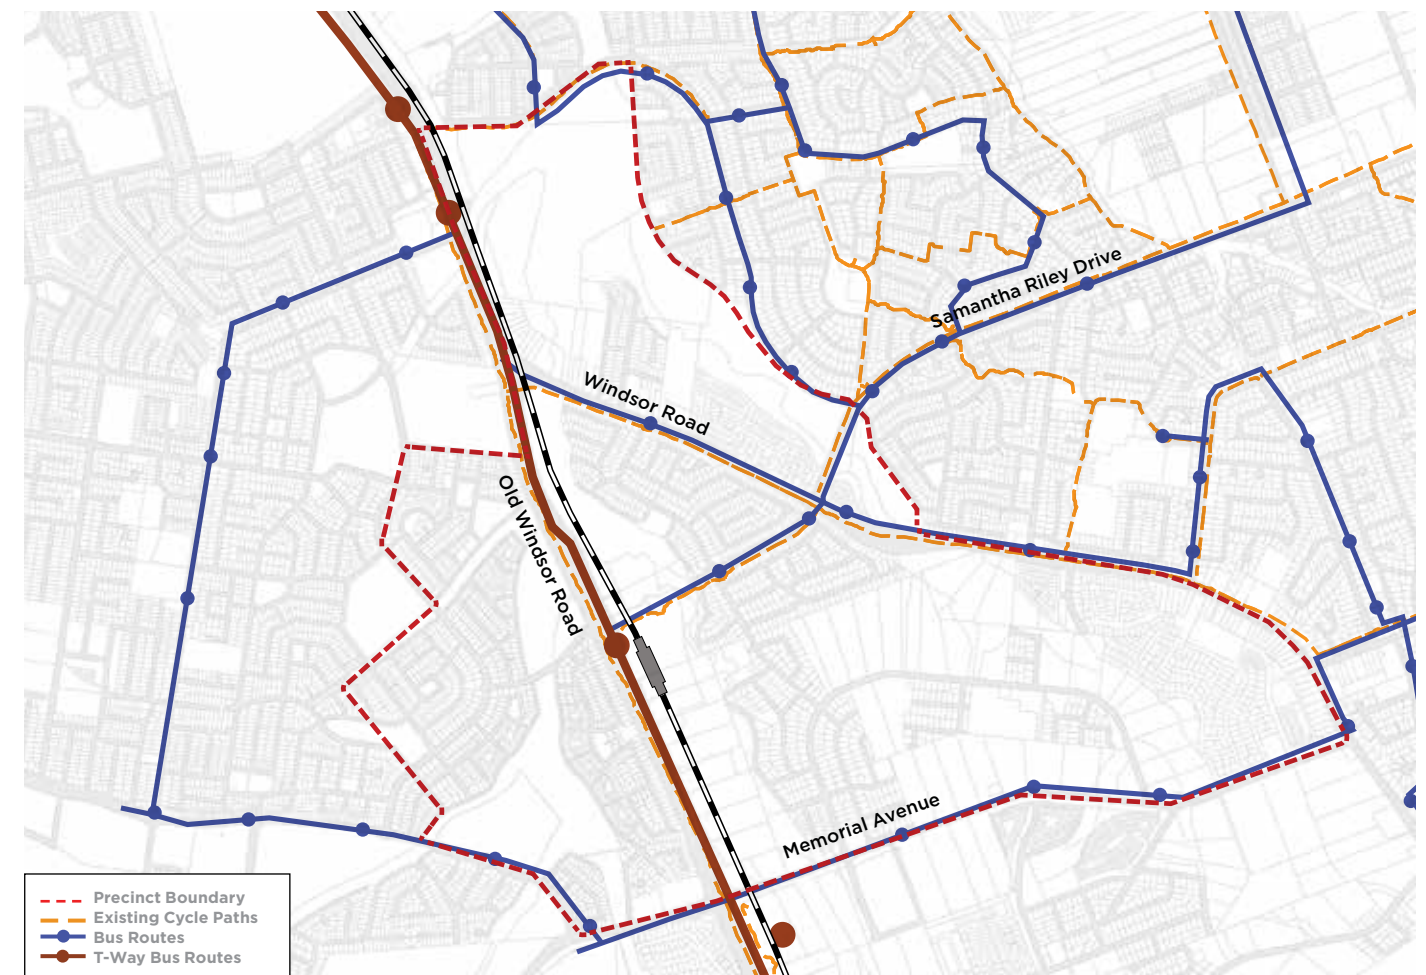 Samantha Riley Drive
Windsor Road
Old Windsor Road
Memorial Avenue
Precinct Boundary
Existing Cycle Paths
Bus Routes
T-Way Bus Routes